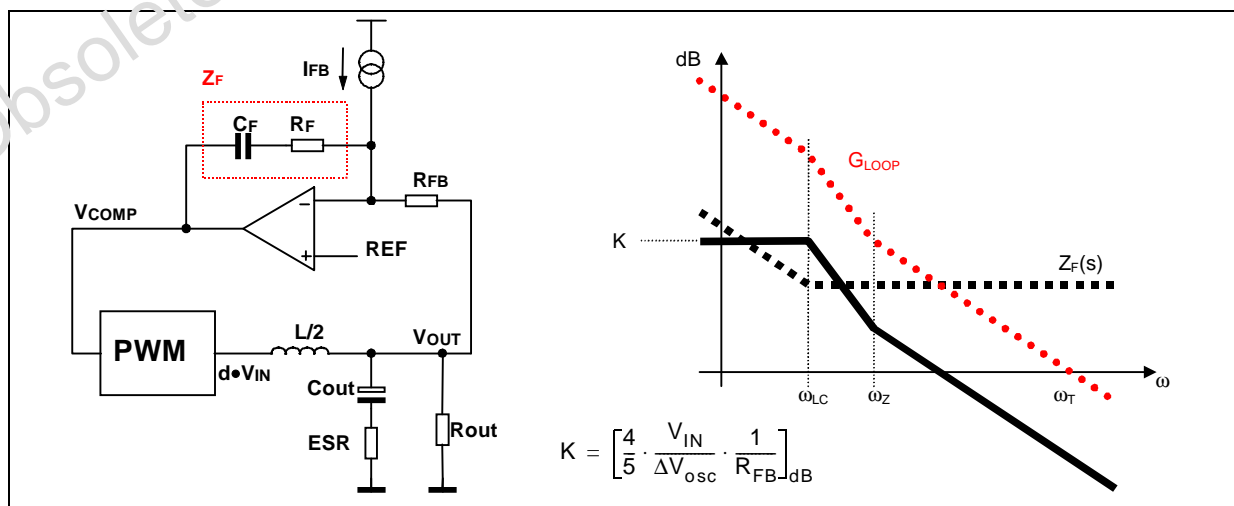 Obsolete
IFB
ZF
CF
RF
RFB
VCOMP
REF
PWM
d•VIN
L/2
VOUT
Cout
ESR
Rout
dB
K
GLOOP
ZF(s)
ω
ωLC
ωZ
ωT
K = [4/5 · VIN/ΔVosc · 1/RFB]dB